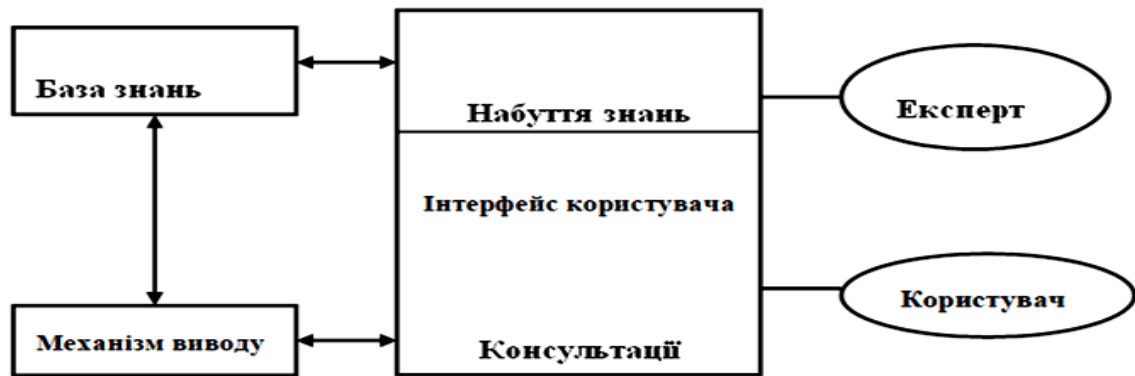 База знань
Набуття знань
Експерт
Інтерфейс користувача
Користувач
Механізм виводу
Консультації